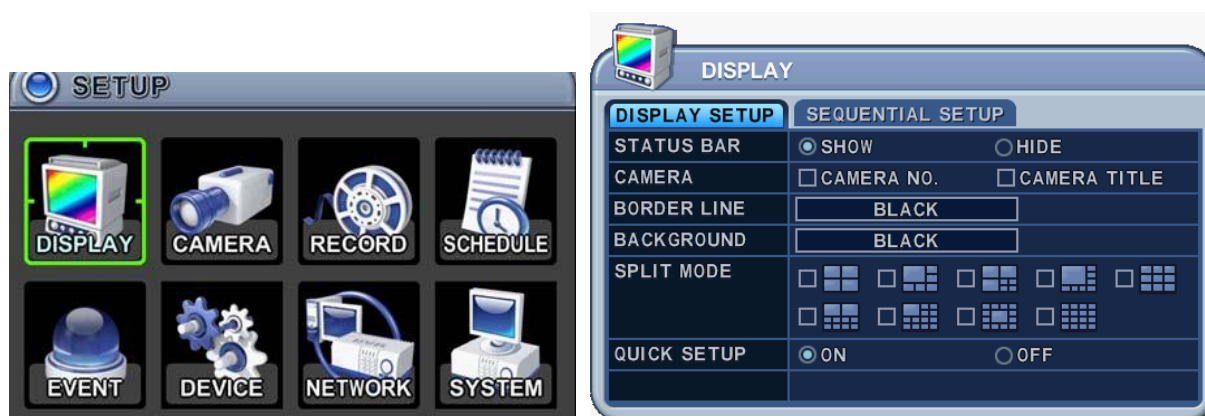 SETUP
DISPLAY CAMERA RECORD SCHEDULE
EVENT DEVICE NETWORK SYSTEM
DISPLAY
DISPLAY SETUP SEQUENTIAL SETUP
STATUS BAR SHOW HIDE
CAMERA CAMERA NO. CAMERA TITLE
BORDER LINE BLACK
BACKGROUND BLACK
SPLIT MODE
QUICK SETUP ON OFF